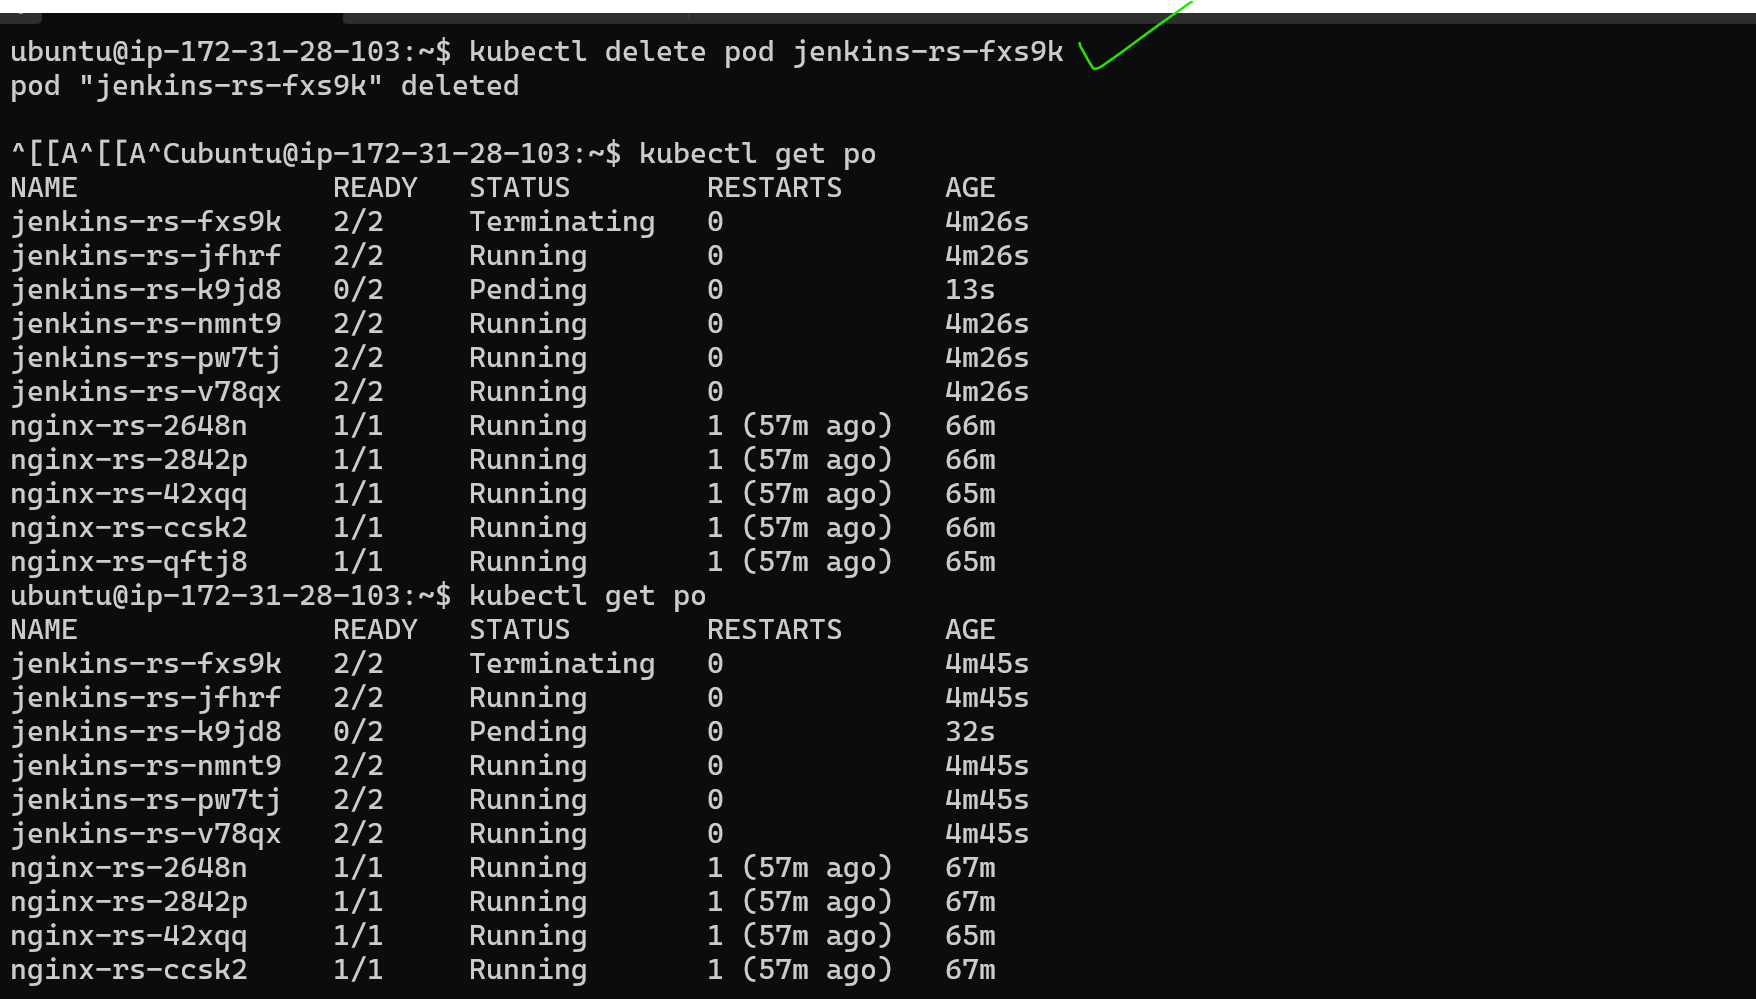 ubuntu@ip-172-31-28-103:~$ kubectl delete pod jenkins-rs-fxs9k
pod "jenkins-rs-fxs9k" deleted
^[[A^[[A^Cubuntu@ip-172-31-28-103:~$ kubectl get po
NAME READY STATUS RESTARTS AGE
jenkins-rs-fxs9k 2/2 Terminating 0 4m26s
jenkins-rs-jfhrf 2/2 Running 0 4m26s
jenkins-rs-k9jd8 0/2 Pending 0 13s
jenkins-rs-nmnt9 2/2 Running 0 4m26s
jenkins-rs-pw7tj 2/2 Running 0 4m26s
jenkins-rs-v78qx 2/2 Running 0 4m26s
nginx-rs-2648n 1/1 Running 1 (57m ago) 66m
nginx-rs-2842p 1/1 Running 1 (57m ago) 66m
nginx-rs-42xqq 1/1 Running 1 (57m ago) 65m
nginx-rs-ccsk2 1/1 Running 1 (57m ago) 66m
nginx-rs-qftj8 1/1 Running 1 (57m ago) 65m
ubuntu@ip-172-31-28-103:~$ kubectl get po
NAME READY STATUS RESTARTS AGE
jenkins-rs-fxs9k 2/2 Terminating 0 4m45s
jenkins-rs-jfhrf 2/2 Running 0 4m45s
jenkins-rs-k9jd8 0/2 Pending 0 32s
jenkins-rs-nmnt9 2/2 Running 0 4m45s
jenkins-rs-pw7tj 2/2 Running 0 4m45s
jenkins-rs-v78qx 2/2 Running 0 4m45s
nginx-rs-2648n 1/1 Running 1 (57m ago) 67m
nginx-rs-2842p 1/1 Running 1 (57m ago) 67m
nginx-rs-42xqq 1/1 Running 1 (57m ago) 65m
nginx-rs-ccsk2 1/1 Running 1 (57m ago) 67m